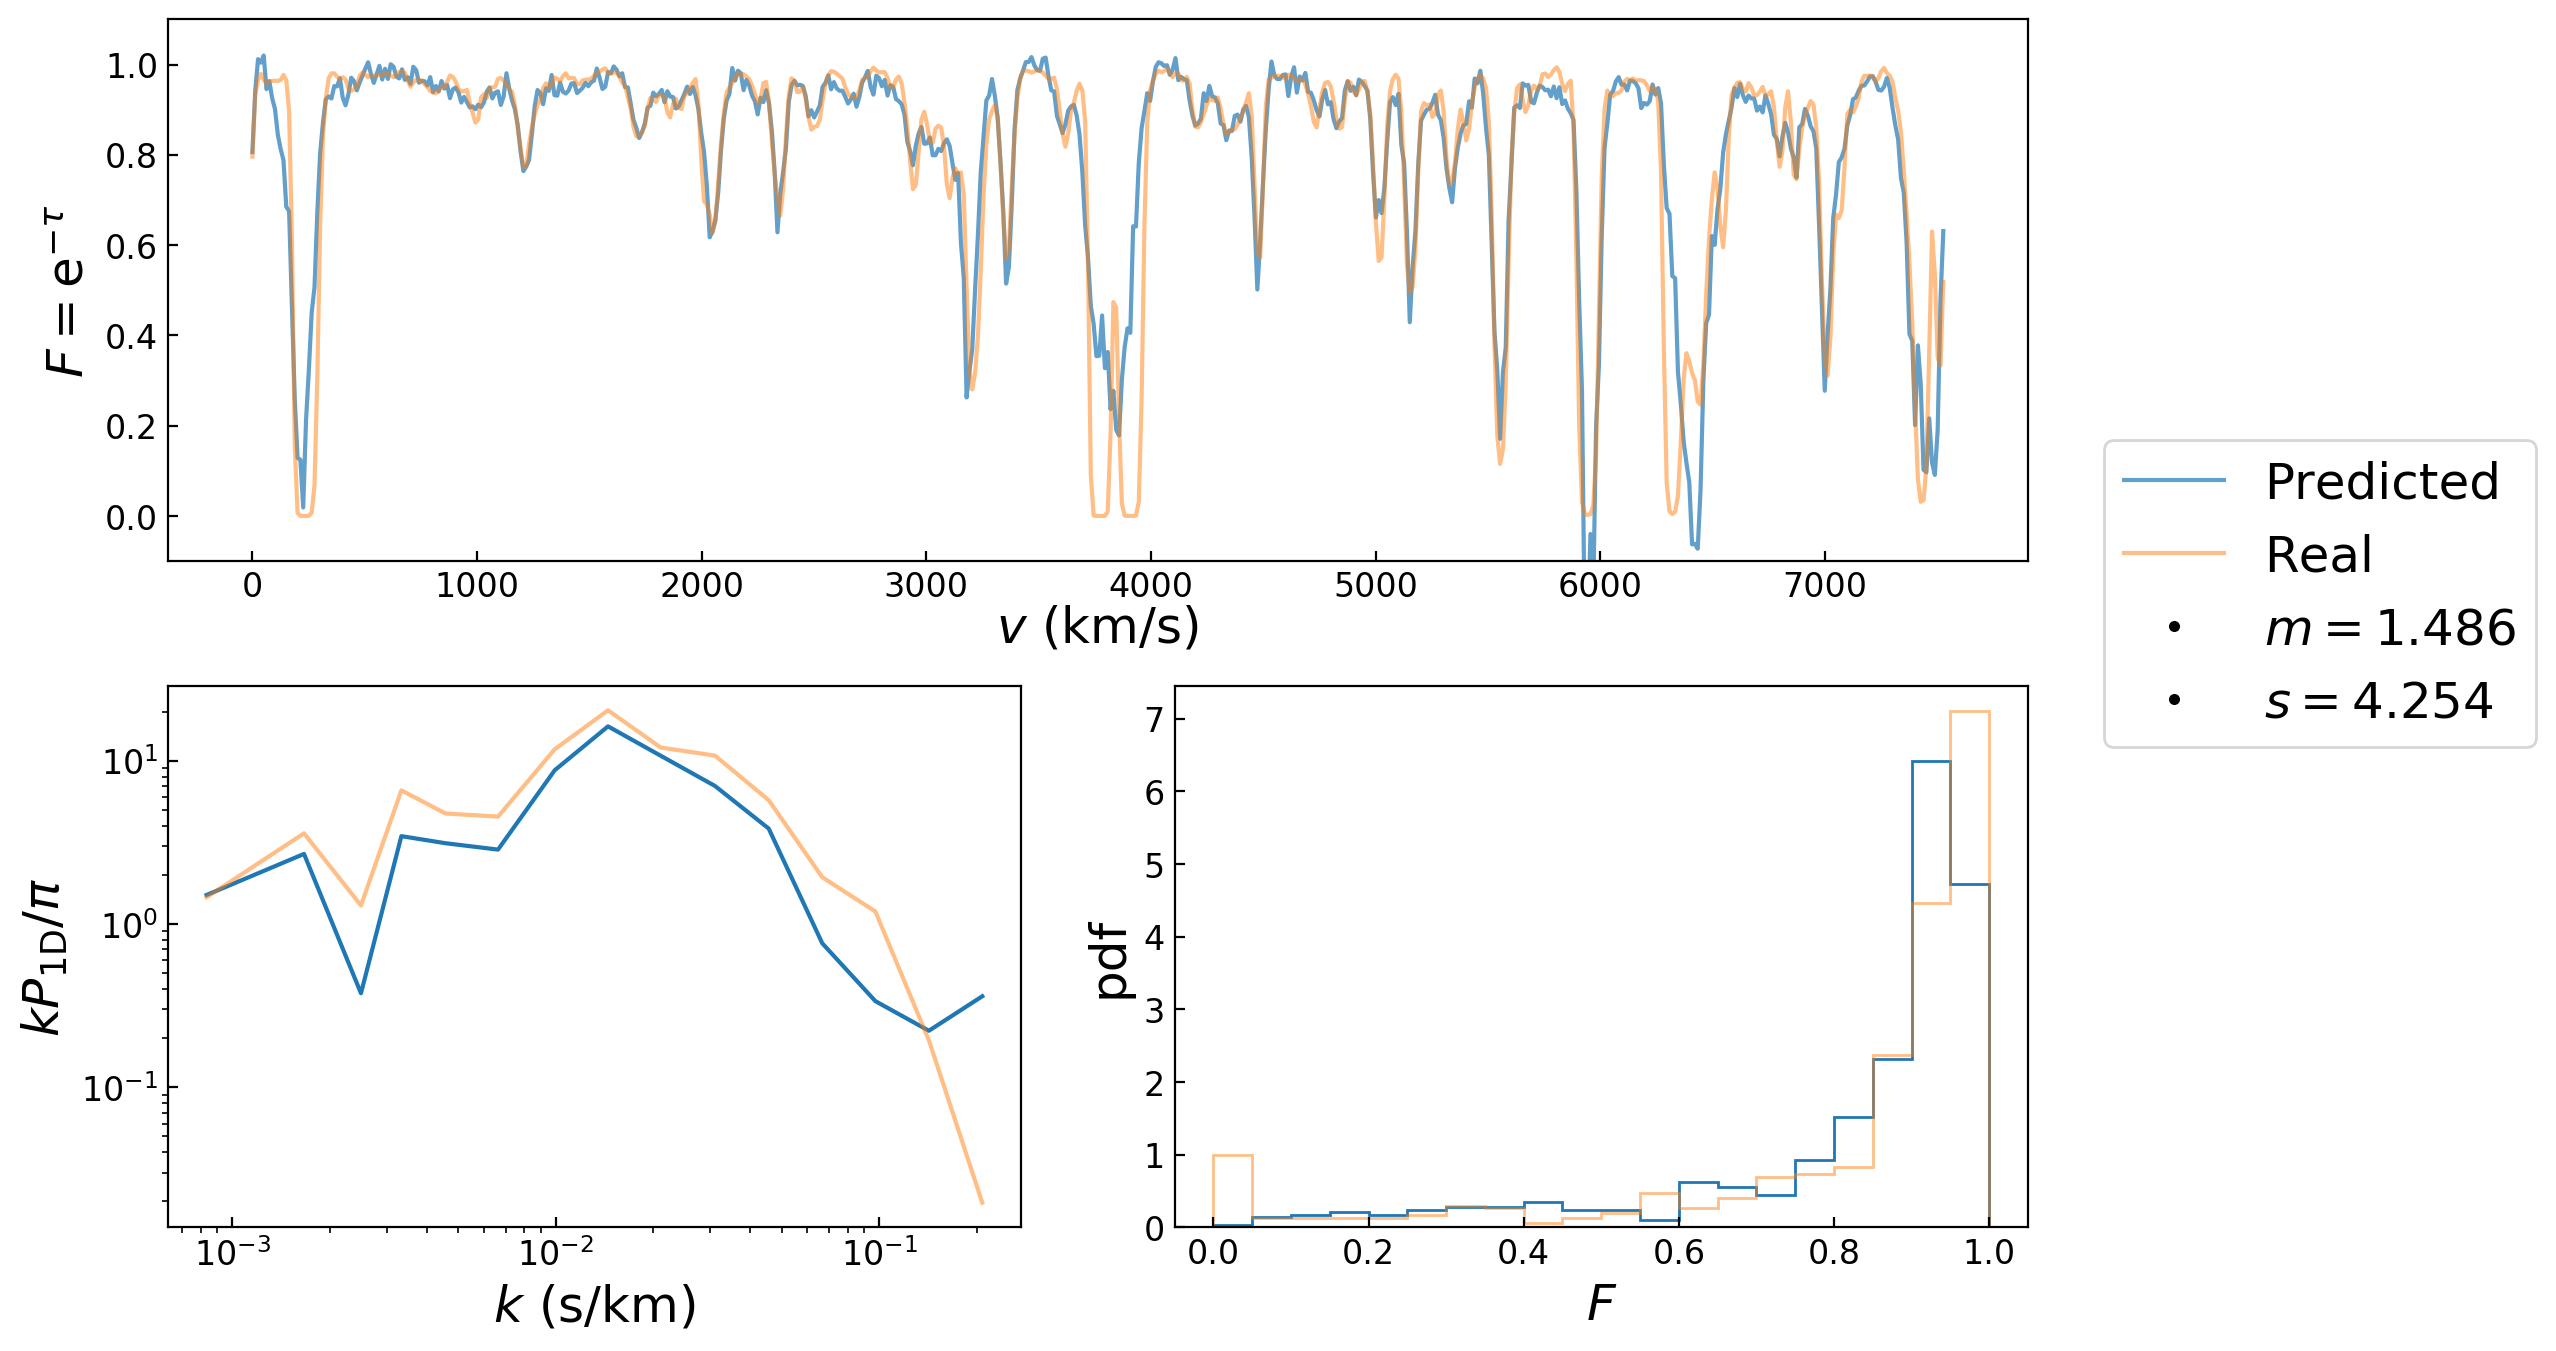 1.0
0.8
0.6
0.4
0.2
0.0
F = e^{−τ}
0 1000 2000 3000 4000 5000 6000 7000
v (km/s)
Predicted
Real
m = 1.486
s = 4.254
10^1
10^0
10^{−1}
kP_{1D}/π
10^{−3} 10^{−2} 10^{−1}
k (s/km)
7
6
5
4
3
2
1
0
pdf
0.0 0.2 0.4 0.6 0.8 1.0
F